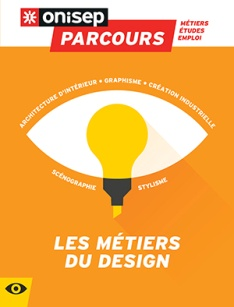 onisep
PARCOURS
MÉTIERS
ÉTUDES
EMPLOI
ARCHITECTURE D'INTÉRIEUR • GRAPHISME • CRÉATION INDUSTRIELLE
SCÉNOGRAPHIE
STYLISME
LES MÉTIERS
DU DESIGN